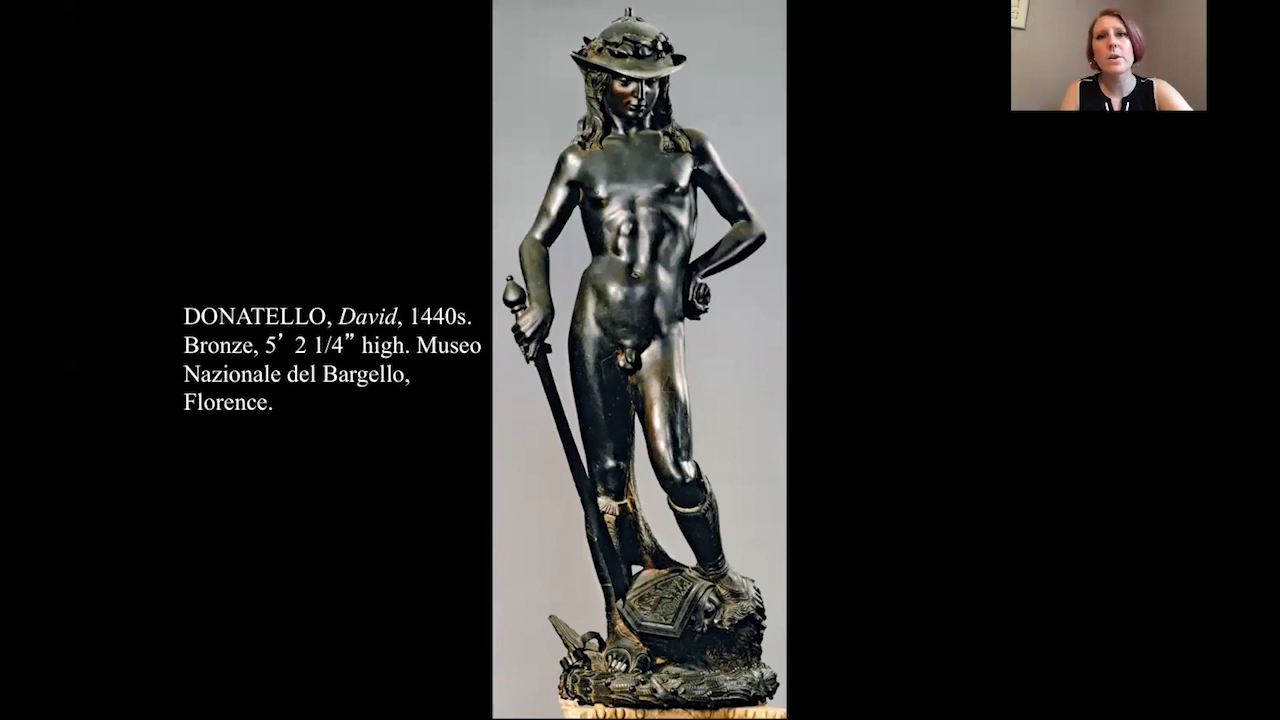 DONATELLO, David, 1440s.
Bronze, 5’ 2 1/4” high. Museo
Nazionale del Bargello,
Florence.